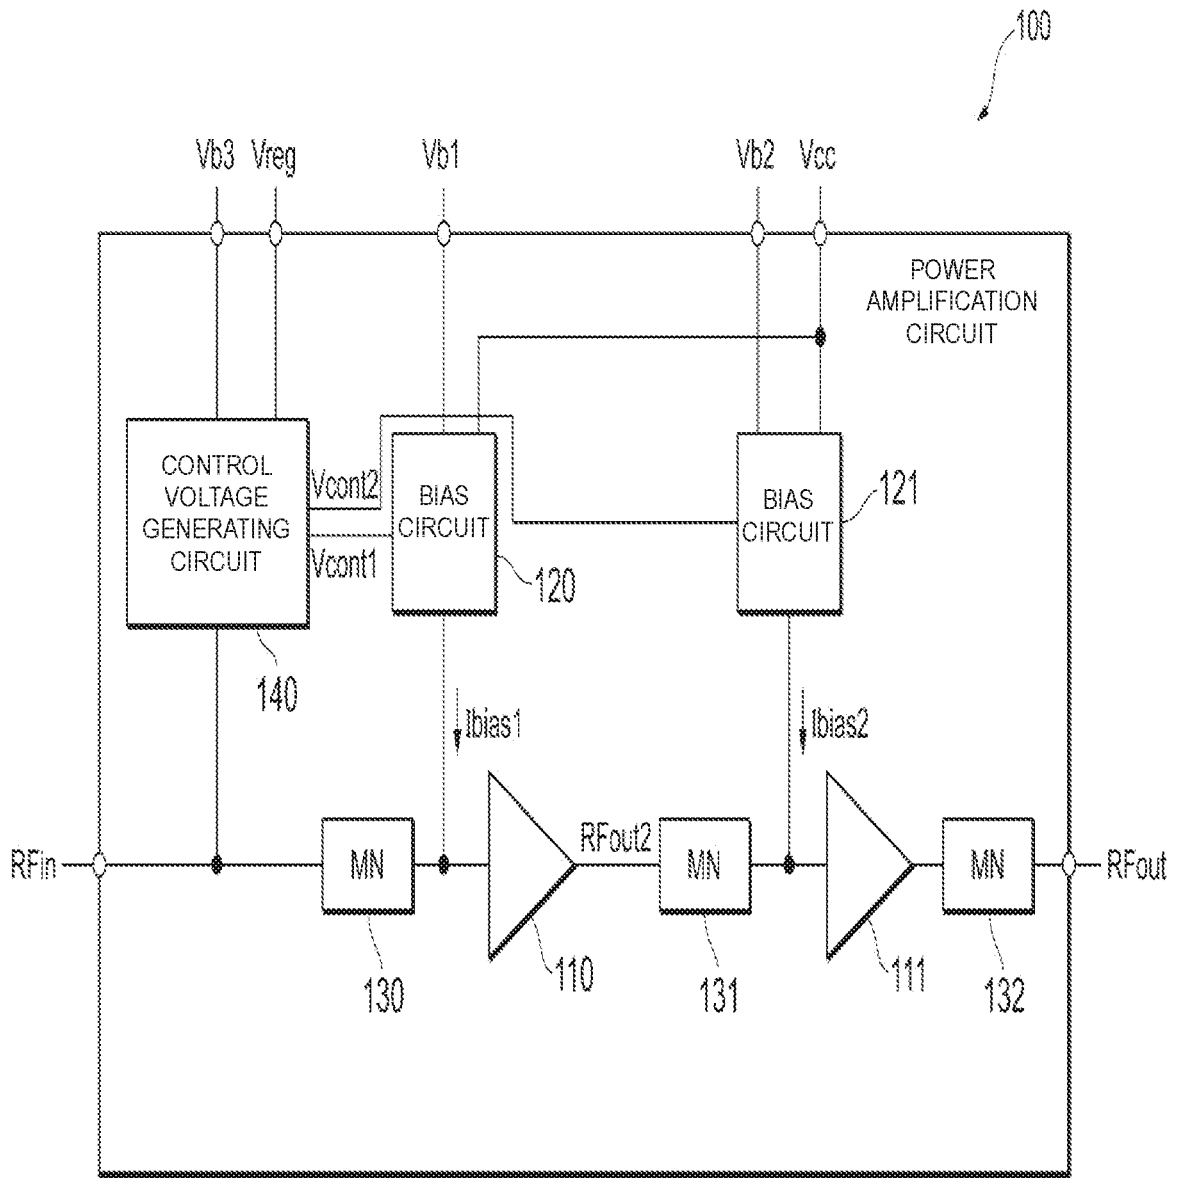 100
Vb3 Vreg Vb1 Vb2 Vcc
POWER
AMPLIFICATION
CIRCUIT
CONTROL
VOLTAGE
GENERATING
CIRCUIT
Vcont2
Vcont1
BIAS
CIRCUIT
120
BIAS
CIRCUIT
121
140
Ibias1
Ibias2
RFin
MN
RFout2
MN
MN
RFout
130
110
131
111
132